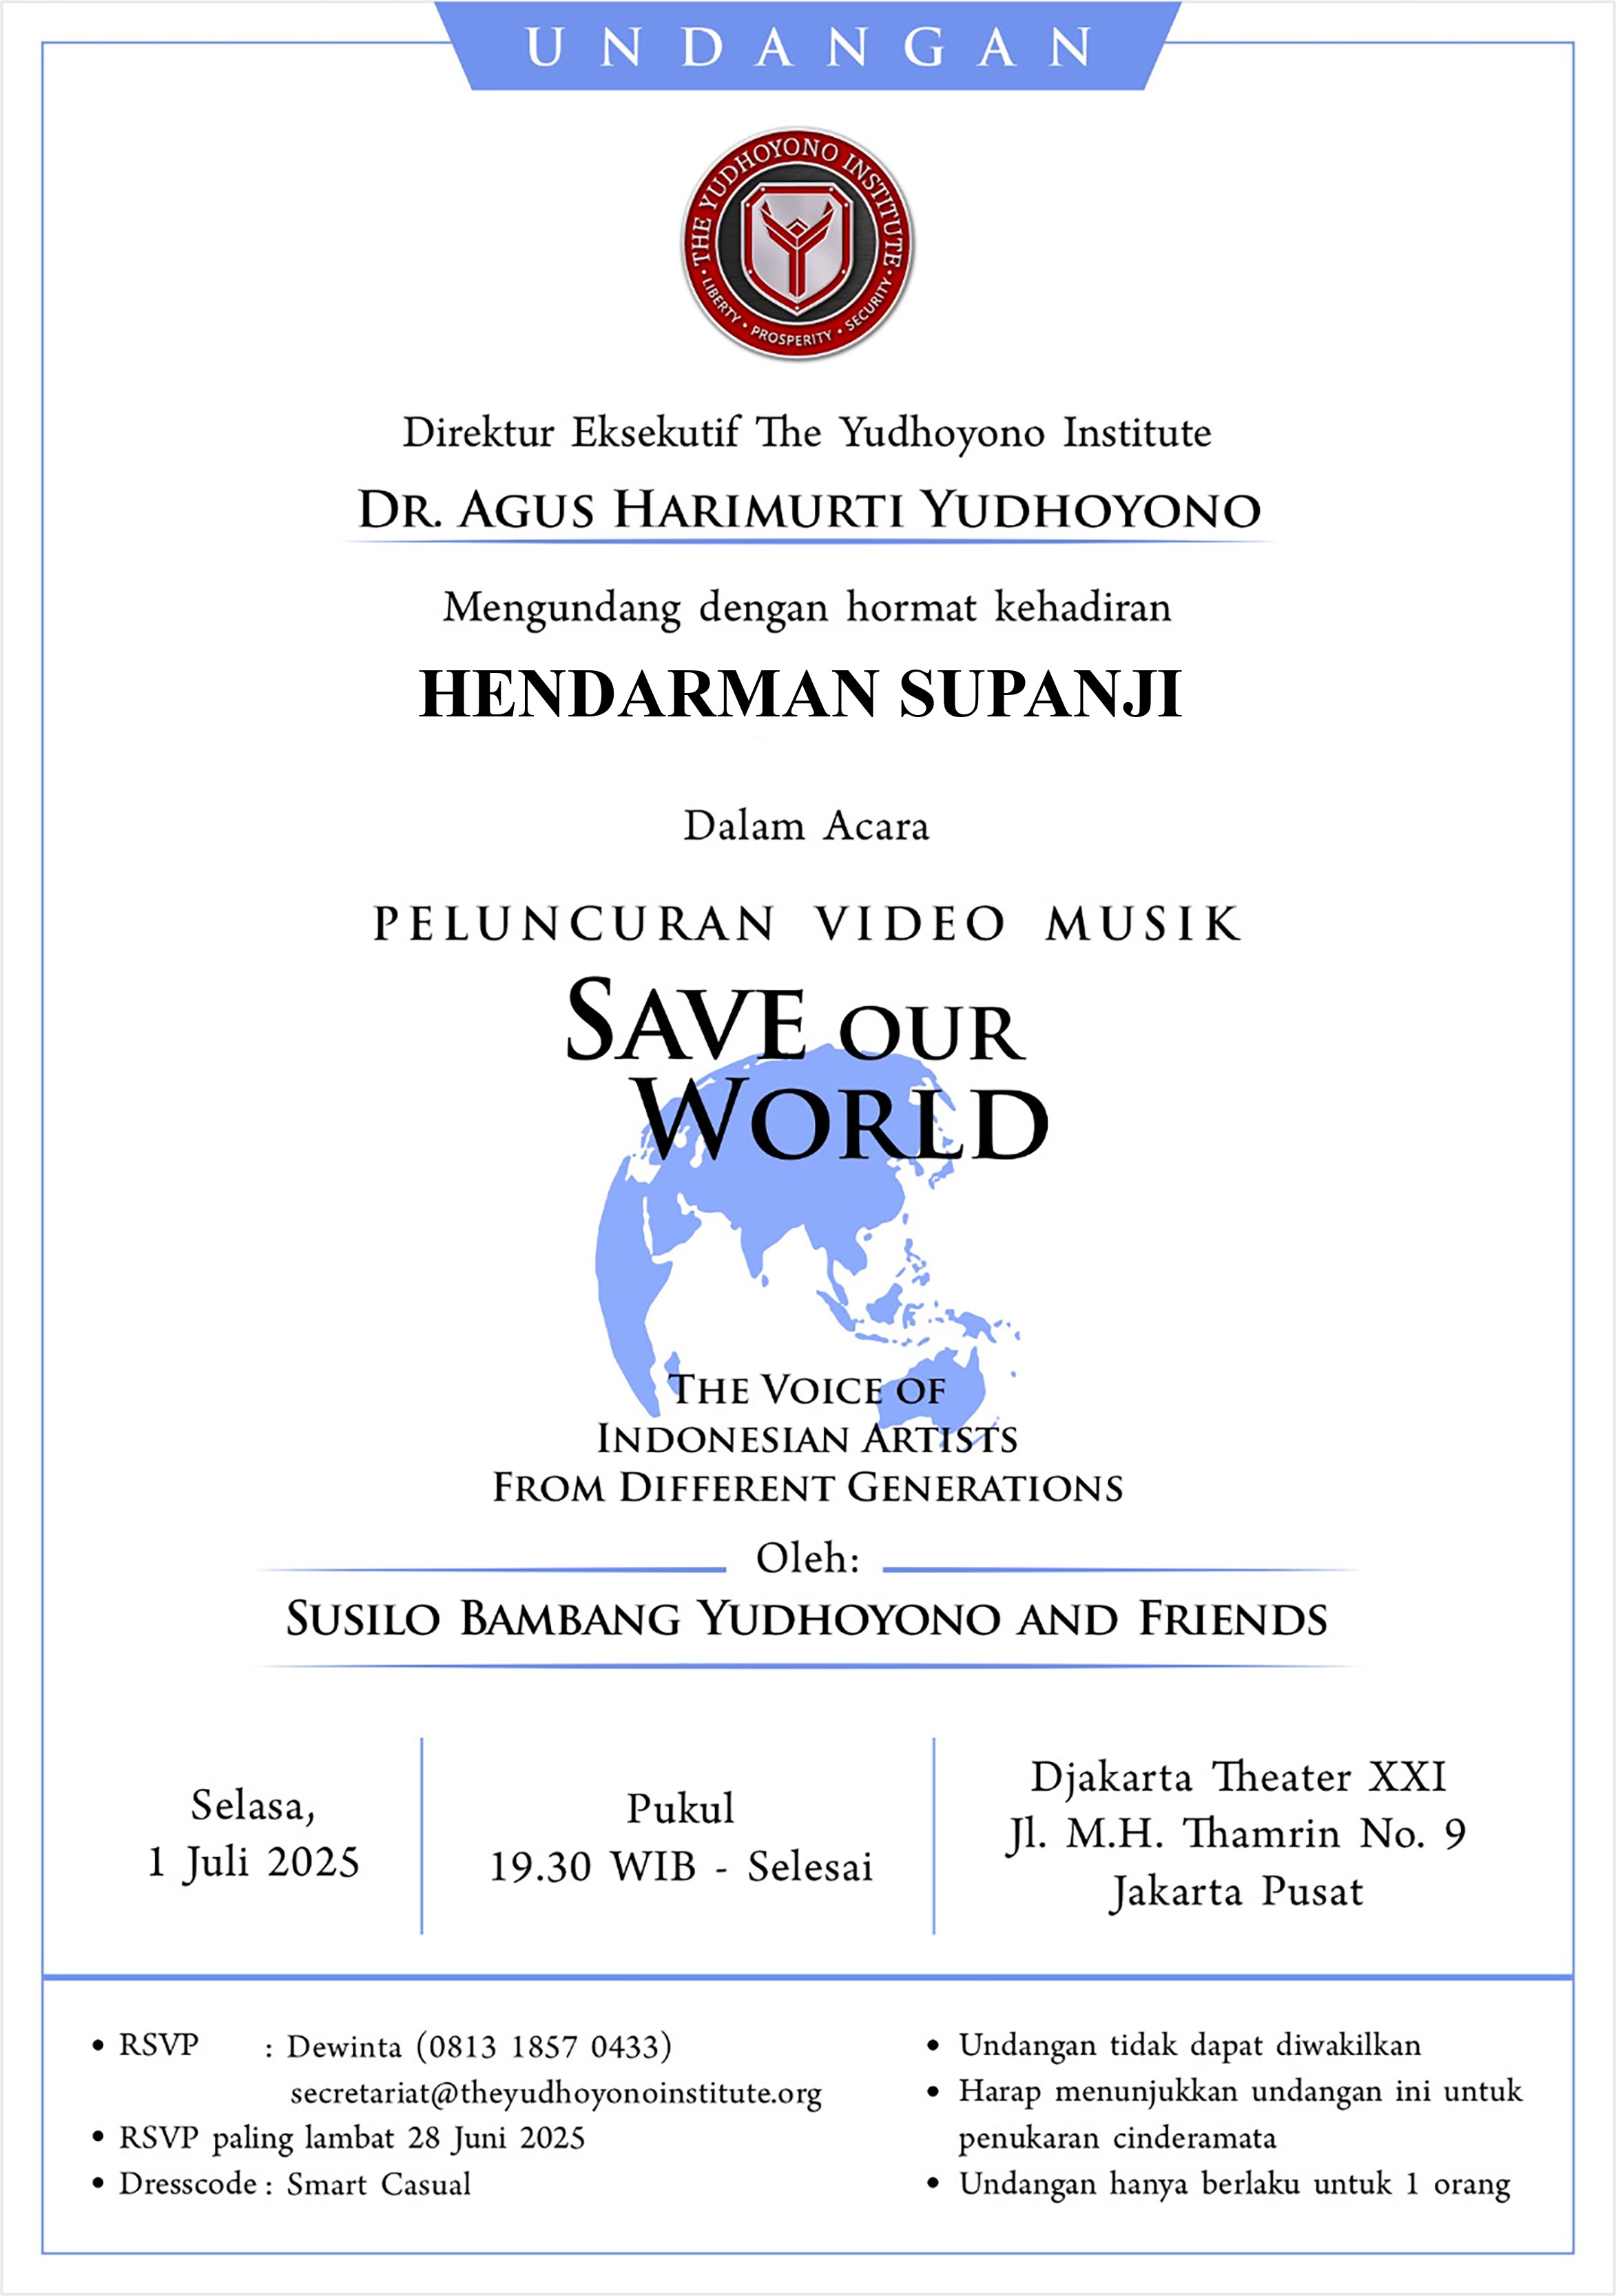 UNDANGAN
THE YUDHOYONO INSTITUTE
LIBERTY • PROSPERITY • SECURITY
Direktur Eksekutif The Yudhoyono Institute
DR. AGUS HARIMURTI YUDHOYONO
Mengundang dengan hormat kehadiran
HENDARMAN SUPANJI
Dalam Acara
PELUNCURAN VIDEO MUSIK
SAVE OUR
WORLD
THE VOICE OF
INDONESIAN ARTISTS
FROM DIFFERENT GENERATIONS
Oleh:
SUSILO BAMBANG YUDHOYONO AND FRIENDS
Selasa,
1 Juli 2025
Pukul
19.30 WIB - Selesai
Djakarta Theater XXI
Jl. M.H. Thamrin No. 9
Jakarta Pusat
• RSVP : Dewinta (0813 1857 0433)
secretariat@theyudhoyonoinstitute.org
• RSVP paling lambat 28 Juni 2025
• Dresscode : Smart Casual
• Undangan tidak dapat diwakilkan
• Harap menunjukkan undangan ini untuk
penukaran cinderamata
• Undangan hanya berlaku untuk 1 orang